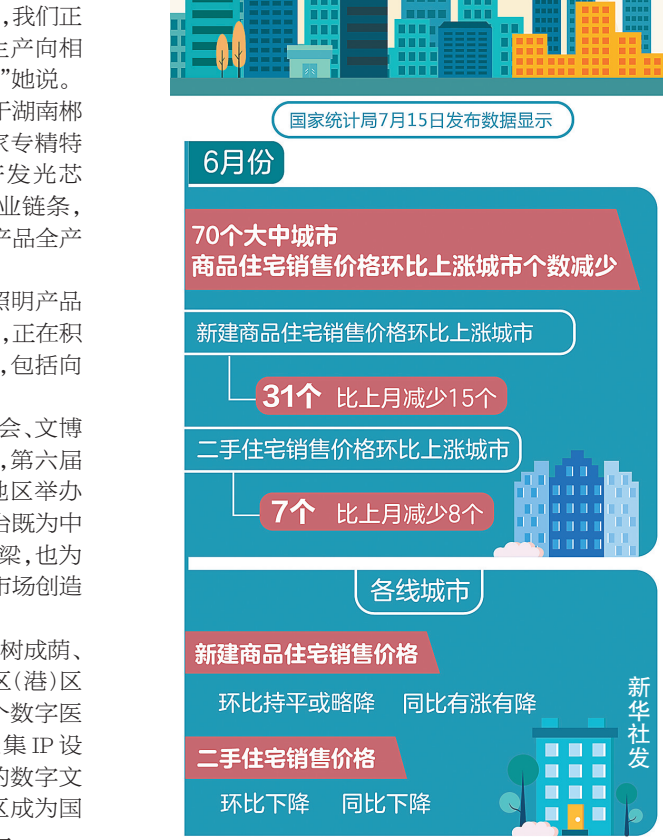 ,我们正
生产向相
”她说。
于湖南郴
家专精特
发光芯
业链条,
产品全产
照明产品
,正在积
,包括向
会、文博
,第六届
地区举办
台既为中
梁,也为
市场创造
树成荫、
区(港)区
个数字医
集 IP 设
的数字文
区成为国
国家统计局7月15日发布数据显示
6月份
70个大中城市
商品住宅销售价格环比上涨城市个数减少
新建商品住宅销售价格环比上涨城市
31个 比上月减少15个
二手住宅销售价格环比上涨城市
7个 比上月减少8个
各线城市
新建商品住宅销售价格
环比持平或略降 同比有涨有降
二手住宅销售价格
环比下降 同比下降
新华社发